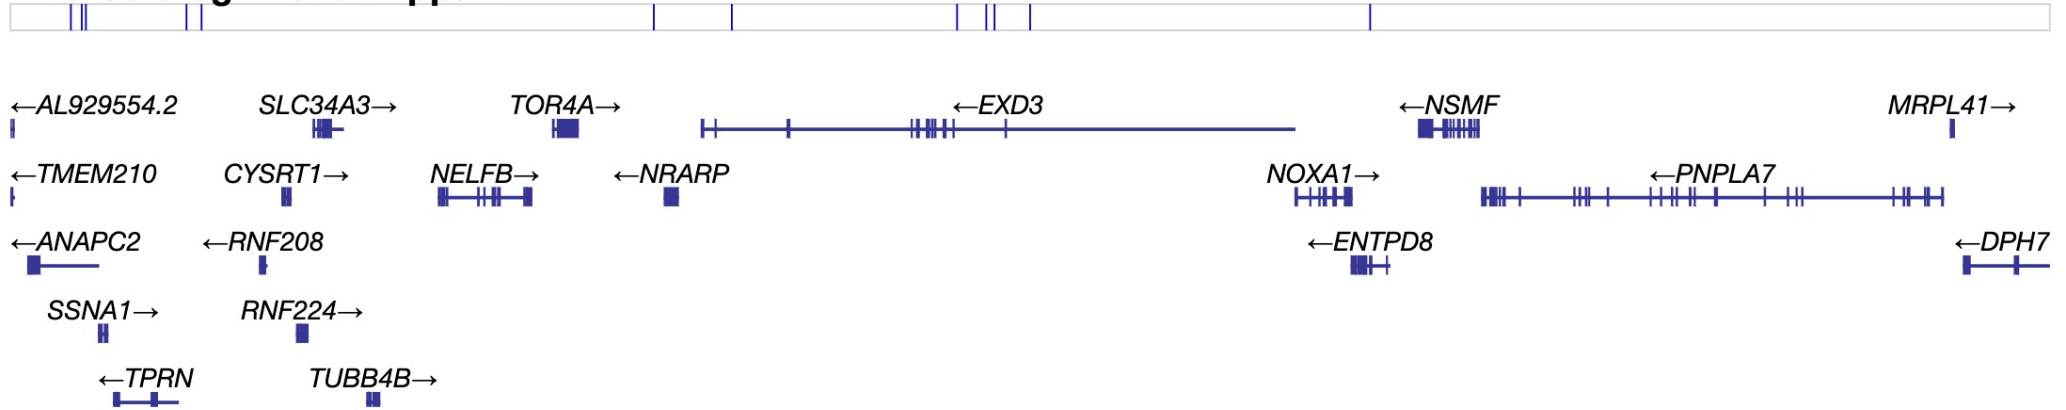 ←AL929554.2 SLC34A3→ TOR4A→ ←EXD3 ←NSMF MRPL41→
←TMEM210 CYSRT1→ NELFB→ ←NRARP NOXA1→ ←PNPLA7
←ANAPC2 ←RNF208 ←ENTPD8 ←DPH7
SSNA1→ RNF224→
←TPRN TUBB4B→